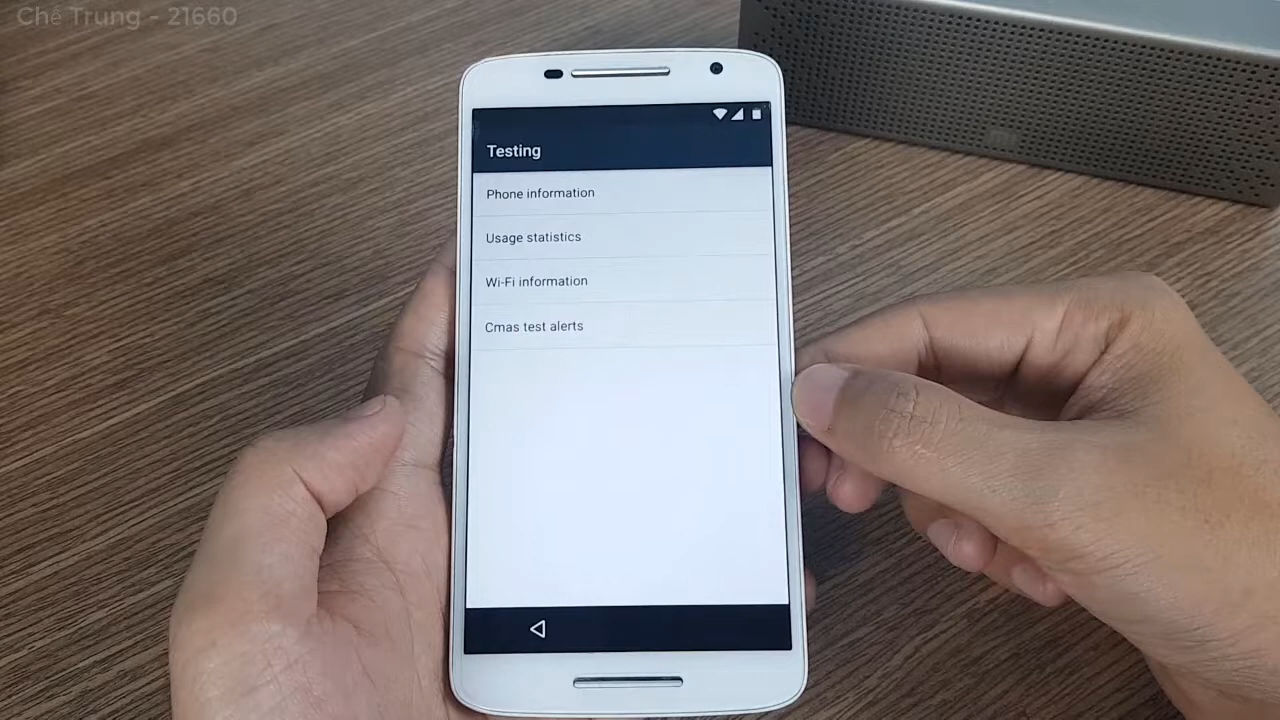 Chế Trung - 21660
Testing
Phone information
Usage statistics
Wi-Fi information
Cmas test alerts